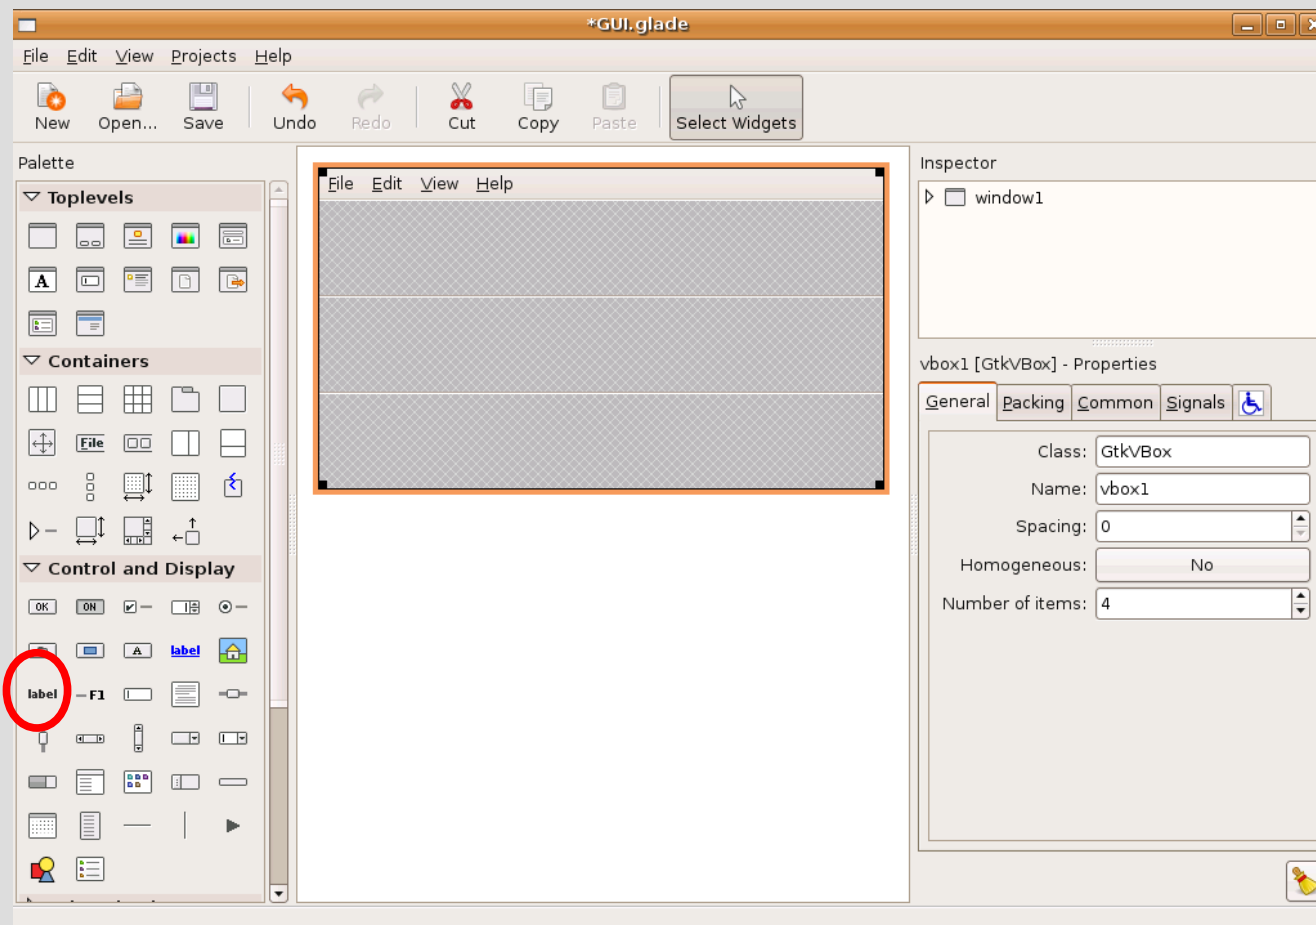 *GUI.glade
File Edit View Projects Help
New Open... Save Undo Redo Cut Copy Paste Select Widgets
Palette
Toplevels
A
Containers
File
Control and Display
OK ON
A label
label F1
File Edit View Help
Inspector
window1
vbox1 [GtkVBox] - Properties
General Packing Common Signals
Class: GtkVBox
Name: vbox1
Spacing: 0
Homogeneous: No
Number of items: 4